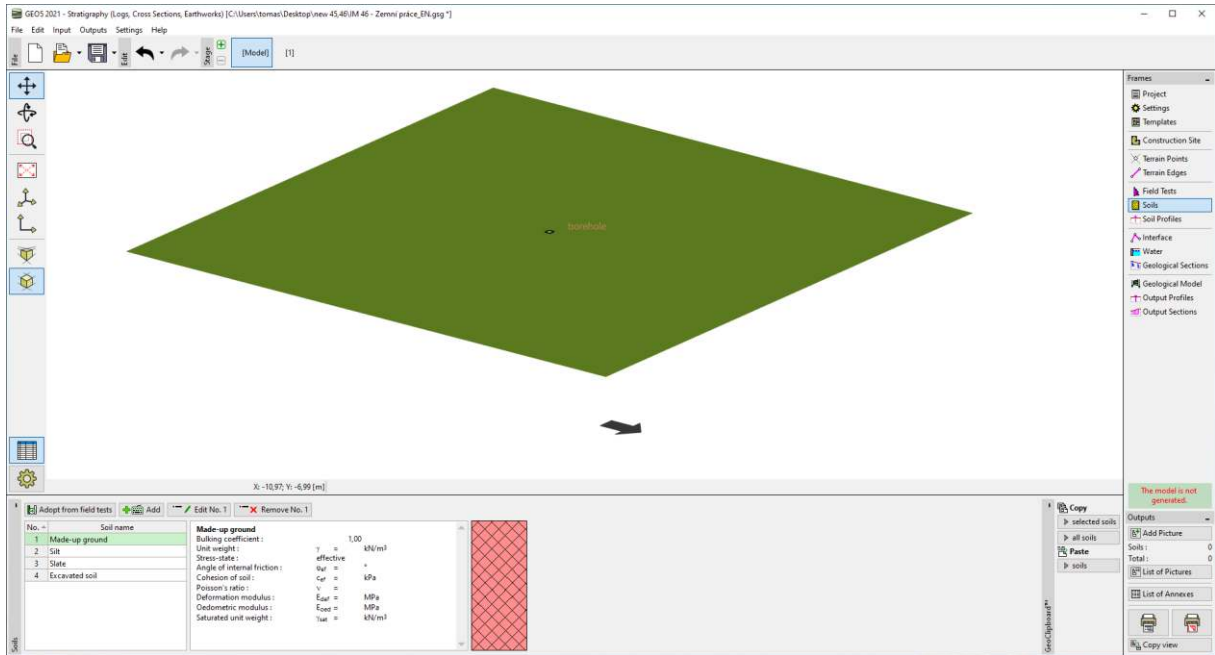 GEO5 2021 - Stratigraphy (Logs, Cross Sections, Earthworks) [C:\Users\tomas\Desktop\new 45,46\IM 46 - Zemni práce_EN.gsg *]
File Edit Input Outputs Settings Help
File
Edit
Stage
[Model] [1]
borehole
X: -10,97; Y: -6,99 [m]
Frames
Project
Settings
Templates
Construction Site
Terrain Points
Terrain Edges
Field Tests
Soils
Soil Profiles
Interface
Water
Geological Sections
Geological Model
Output Profiles
Output Sections
The model is not
generated.
Outputs
Add Picture
Soils : 0
Total : 0
List of Pictures
List of Annexes
Copy view
Soils
Adopt from field tests Add Edit No. 1 Remove No. 1
No. Soil name
1 Made-up ground
2 Silt
3 Slate
4 Excavated soil
Made-up ground
Bulking coefficient : 1,00
Unit weight : γ = kN/m³
Stress-state : effective
Angle of internal friction : φef = °
Cohesion of soil : cef = kPa
Poisson's ratio : ν =
Deformation modulus : Edef = MPa
Oedometric modulus : Eoed = MPa
Saturated unit weight : γsat = kN/m³
GeoClipboard™
Copy
selected soils
all soils
Paste
soils